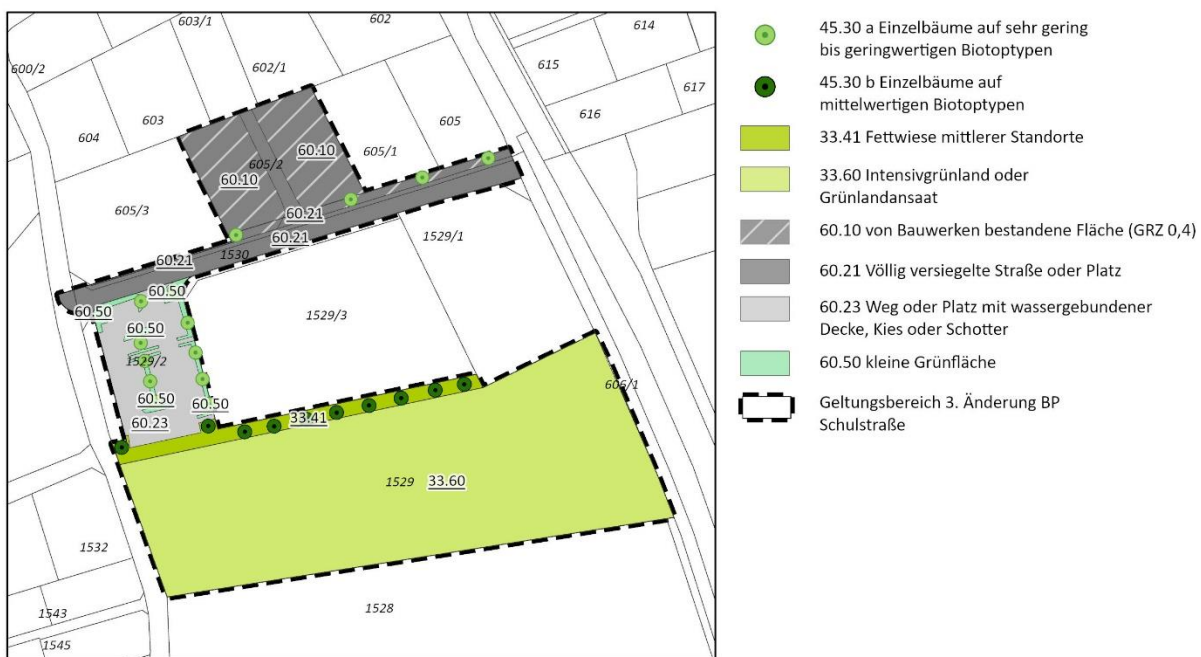 603/1
602
614
600/2
602/1
615
617
604
603
605
616
60.10
605/1
605/2
60.10
605/3
60.21
60.21
1529/1
1530
60.21
60.50
60.50
1529/3
60.50
1529/2
606/1
60.50
60.50
60.23
33.41
1529
33.60
1532
1528
1543
1545
45.30 a Einzelbäume auf sehr gering
bis geringwertigen Biotoptypen
45.30 b Einzelbäume auf
mittelwertigen Biotoptypen
33.41 Fettwiese mittlerer Standorte
33.60 Intensivgrünland oder
Grünlandansaat
60.10 von Bauwerken bestandene Fläche (GRZ 0,4)
60.21 Völlig versiegelte Straße oder Platz
60.23 Weg oder Platz mit wassergebundener
Decke, Kies oder Schotter
60.50 kleine Grünfläche
Geltungsbereich 3. Änderung BP
Schulstraße